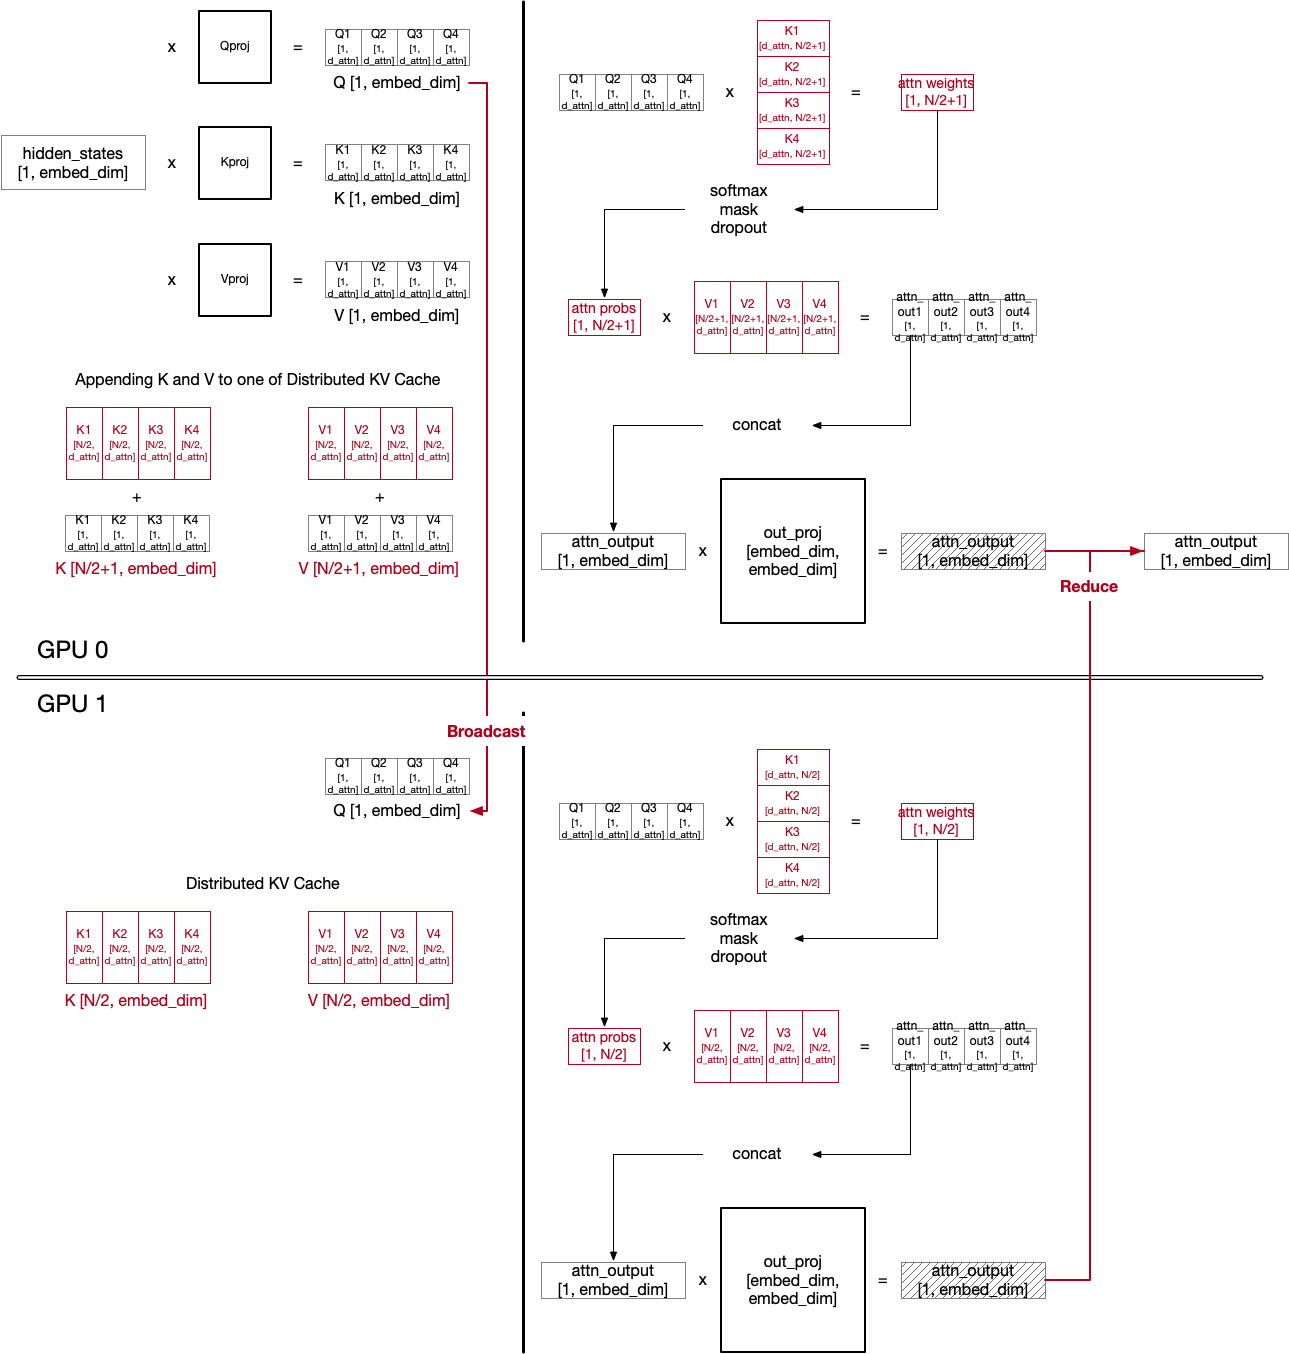 x
Qproj
=
Q1 Q2 Q3 Q4
[1, [1, [1, [1,
d_attn] d_attn] d_attn] d_attn]
Q [1, embed_dim]
hidden_states
[1, embed_dim]
x
Kproj
=
K1 K2 K3 K4
[1, [1, [1, [1,
d_attn] d_attn] d_attn] d_attn]
K [1, embed_dim]
x
Vproj
=
V1 V2 V3 V4
[1, [1, [1, [1,
d_attn] d_attn] d_attn] d_attn]
V [1, embed_dim]
Appending K and V to one of Distributed KV Cache
K1 K2 K3 K4
[N/2, [N/2, [N/2, [N/2,
d_attn] d_attn] d_attn] d_attn]
+
K1 K2 K3 K4
[1, [1, [1, [1,
d_attn] d_attn] d_attn] d_attn]
K [N/2+1, embed_dim]
V1 V2 V3 V4
[N/2, [N/2, [N/2, [N/2,
d_attn] d_attn] d_attn] d_attn]
+
V1 V2 V3 V4
[1, [1, [1, [1,
d_attn] d_attn] d_attn] d_attn]
V [N/2+1, embed_dim]
GPU 0
Q1 Q2 Q3 Q4
[1, [1, [1, [1,
d_attn] d_attn] d_attn] d_attn]
x
K1
[d_attn, N/2+1]
K2
[d_attn, N/2+1]
K3
[d_attn, N/2+1]
K4
[d_attn, N/2+1]
=
attn weights
[1, N/2+1]
softmax
mask
dropout
attn probs
[1, N/2+1]
x
V1 V2 V3 V4
[N/2+1, [N/2+1, [N/2+1, [N/2+1,
d_attn] d_attn] d_attn] d_attn]
=
attn_ attn_ attn_ attn_
out1 out2 out3 out4
[1, [1, [1, [1,
d_attn] d_attn] d_attn] d_attn]
concat
attn_output
[1, embed_dim]
x
out_proj
[embed_dim,
embed_dim]
=
attn_output
[1, embed_dim]
attn_output
[1, embed_dim]
Reduce
GPU 1
Broadcast
Q1 Q2 Q3 Q4
[1, [1, [1, [1,
d_attn] d_attn] d_attn] d_attn]
Q [1, embed_dim]
Distributed KV Cache
K1 K2 K3 K4
[N/2, [N/2, [N/2, [N/2,
d_attn] d_attn] d_attn] d_attn]
K [N/2, embed_dim]
V1 V2 V3 V4
[N/2, [N/2, [N/2, [N/2,
d_attn] d_attn] d_attn] d_attn]
V [N/2, embed_dim]
Q1 Q2 Q3 Q4
[1, [1, [1, [1,
d_attn] d_attn] d_attn] d_attn]
x
K1
[d_attn, N/2]
K2
[d_attn, N/2]
K3
[d_attn, N/2]
K4
[d_attn, N/2]
=
attn weights
[1, N/2]
softmax
mask
dropout
attn probs
[1, N/2]
x
V1 V2 V3 V4
[N/2, [N/2, [N/2, [N/2,
d_attn] d_attn] d_attn] d_attn]
=
attn_ attn_ attn_ attn_
out1 out2 out3 out4
[1, [1, [1, [1,
d_attn] d_attn] d_attn] d_attn]
concat
attn_output
[1, embed_dim]
x
out_proj
[embed_dim,
embed_dim]
=
attn_output
[1, embed_dim]